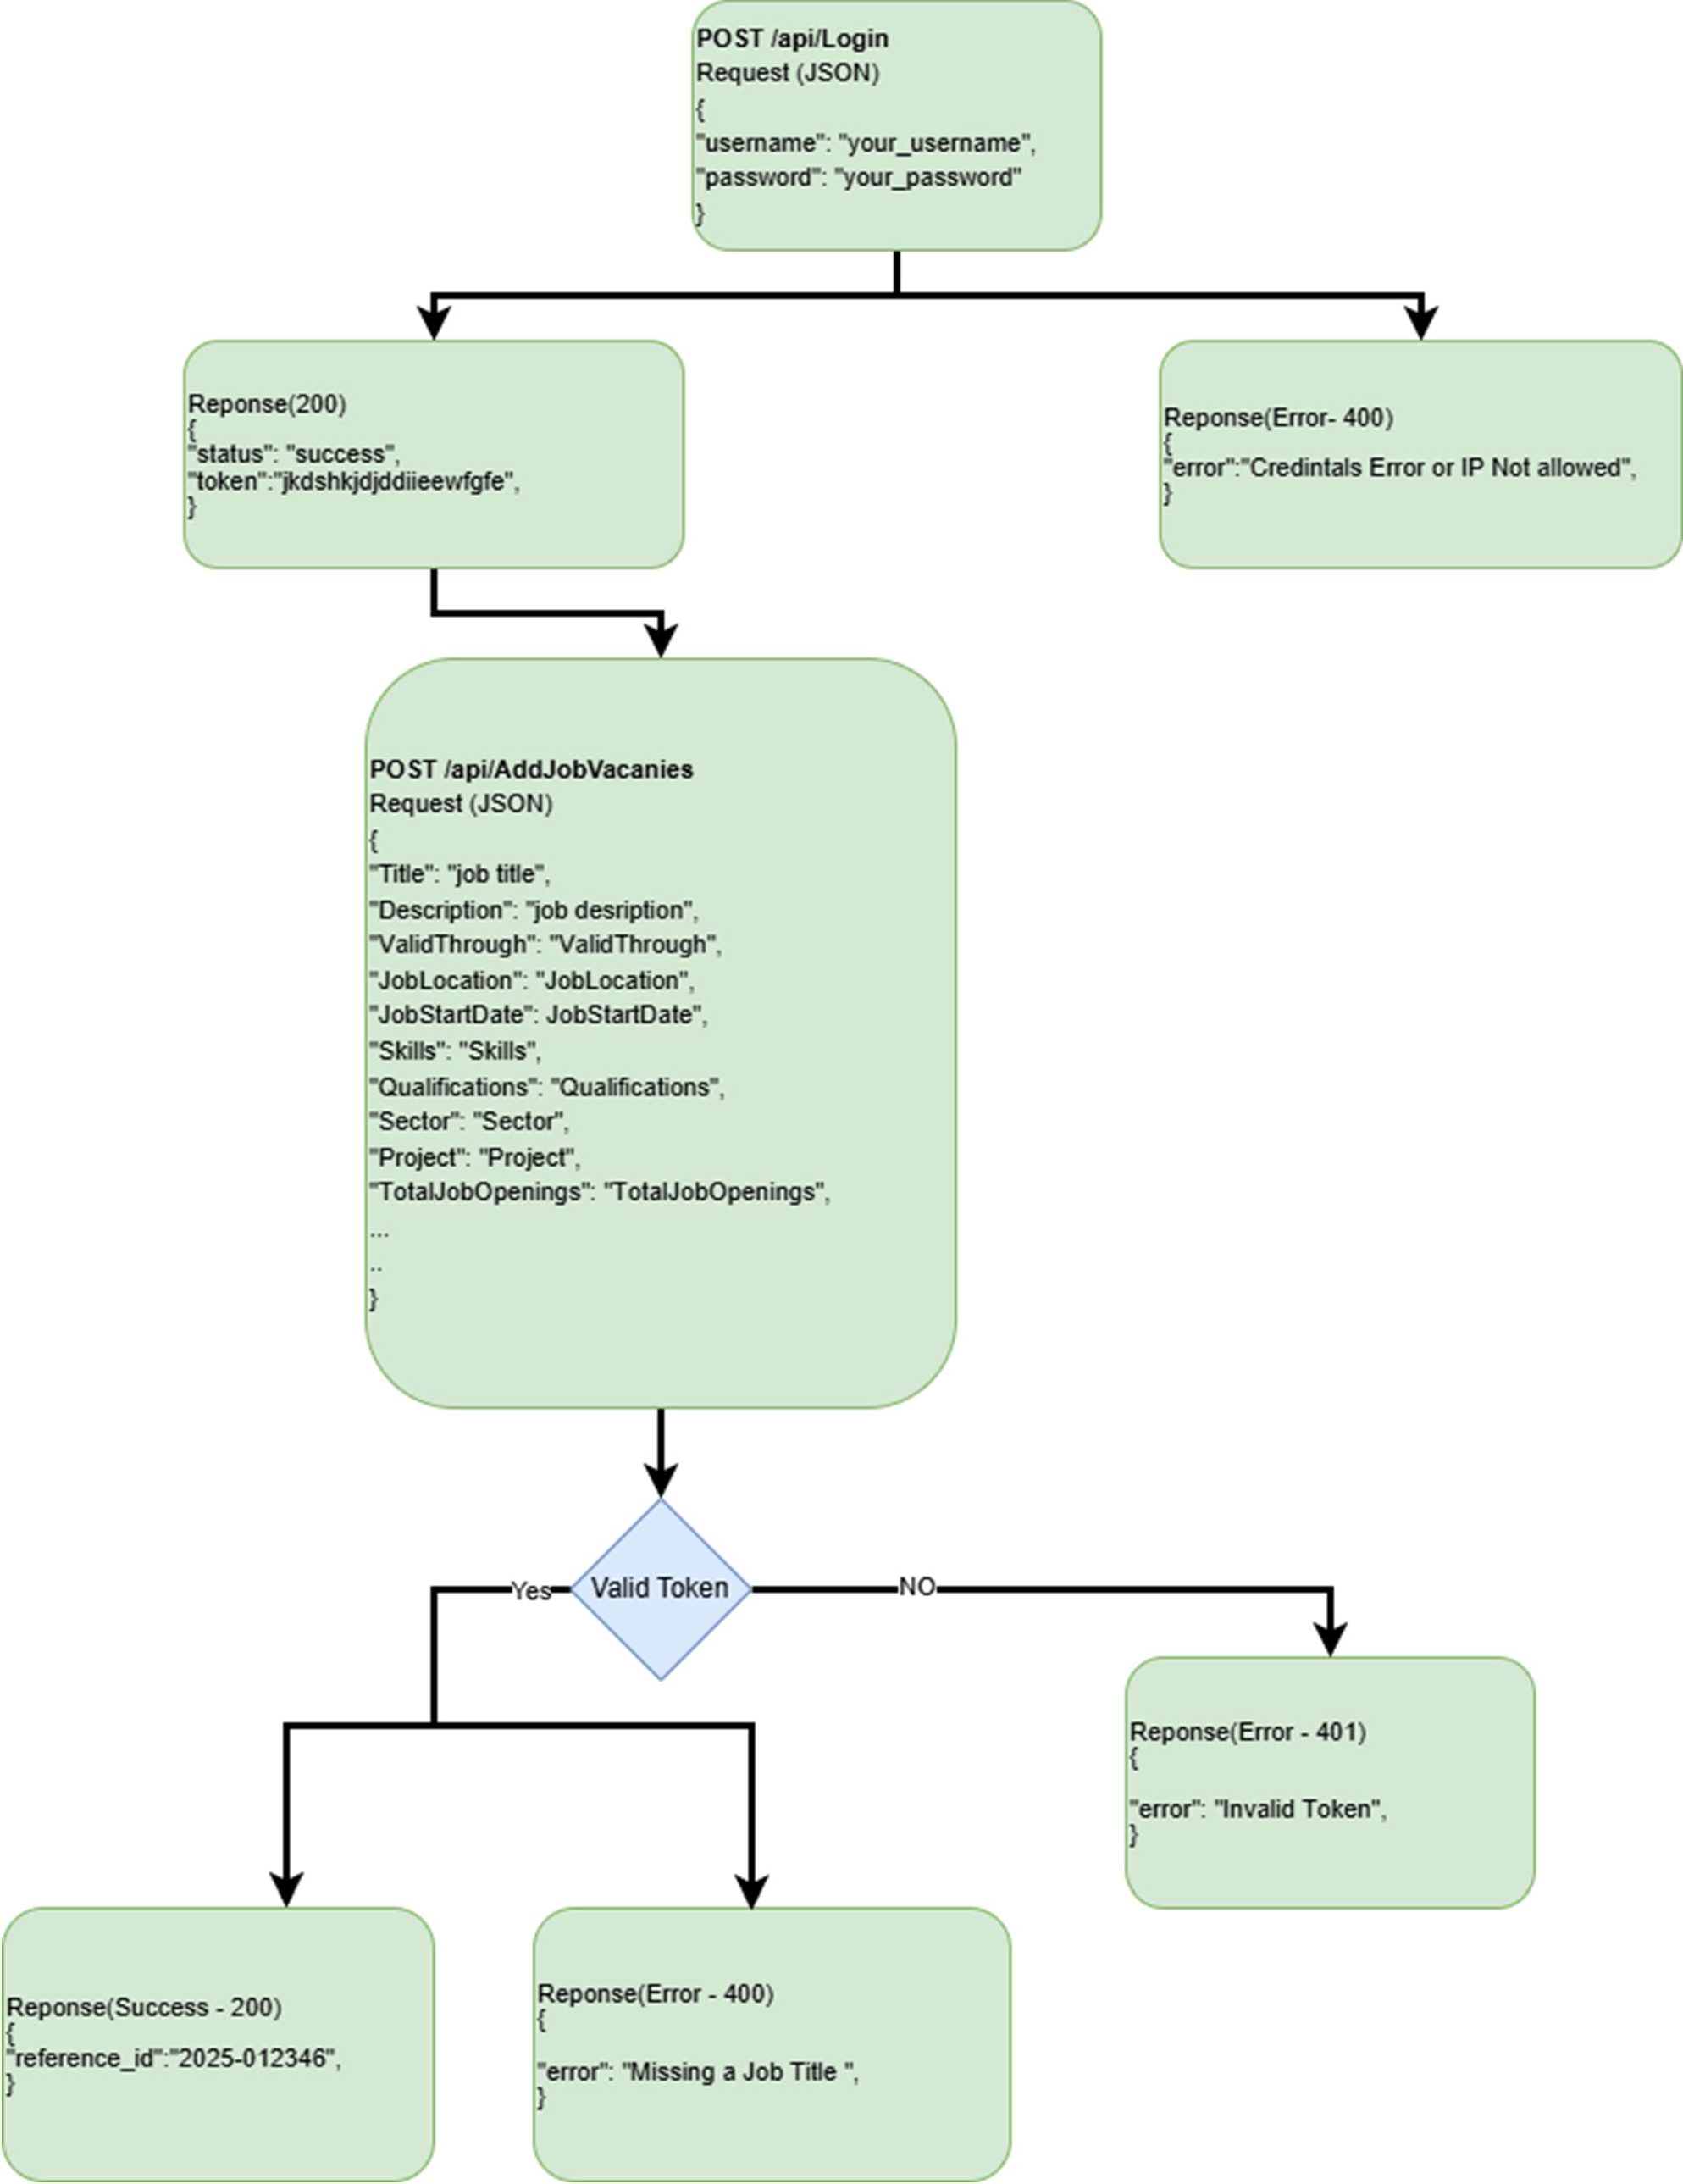 POST /api/Login
Request (JSON)
{
"username": "your_username",
"password": "your_password"
}
Reponse(200)
{
"status": "success",
"token":"jkdshkjdjddiieewfgfe",
}
Reponse(Error- 400)
{
"error":"Credintals Error or IP Not allowed",
}
POST /api/AddJobVacanies
Request (JSON)
{
"Title": "job title",
"Description": "job desription",
"ValidThrough": "ValidThrough",
"JobLocation": "JobLocation",
"JobStartDate": JobStartDate",
"Skills": "Skills",
"Qualifications": "Qualifications",
"Sector": "Sector",
"Project": "Project",
"TotalJobOpenings": "TotalJobOpenings",
...
..
}
Yes
Valid Token
NO
Reponse(Error - 401)
{
"error": "Invalid Token",
}
Reponse(Success - 200)
{
"reference_id":"2025-012346",
}
Reponse(Error - 400)
{
"error": "Missing a Job Title ",
}